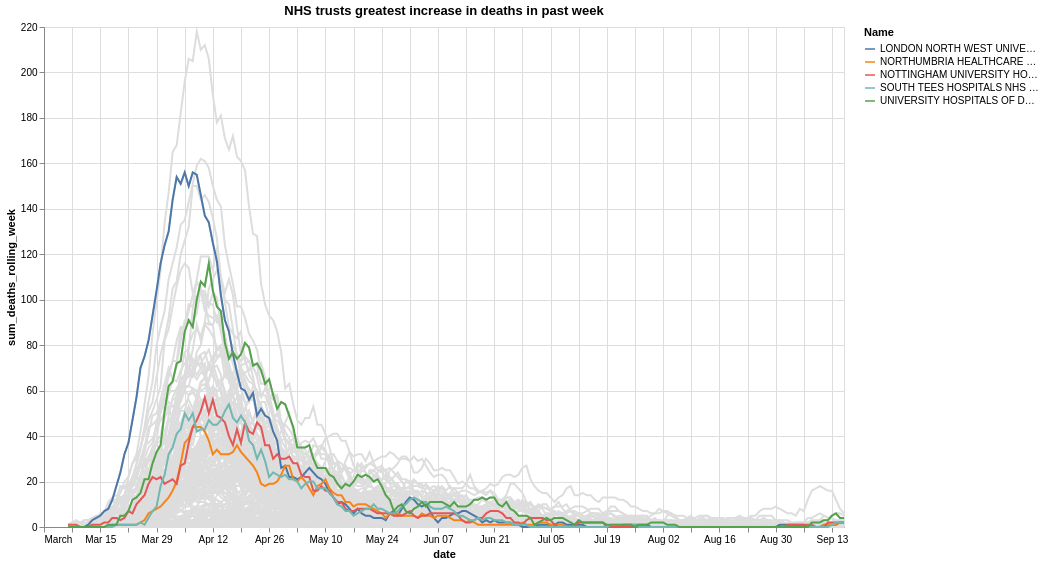 NHS trusts greatest increase in deaths in past week
220
200
180
160
140
120
100
80
60
40
20
0
sum_deaths_rolling_week
March Mar 15 Mar 29 Apr 12 Apr 26 May 10 May 24 Jun 07 Jun 21 Jul 05 Jul 19 Aug 02 Aug 16 Aug 30 Sep 13
date
Name
LONDON NORTH WEST UNIVE…
NORTHUMBRIA HEALTHCARE …
NOTTINGHAM UNIVERSITY HO…
SOUTH TEES HOSPITALS NHS …
UNIVERSITY HOSPITALS OF D…